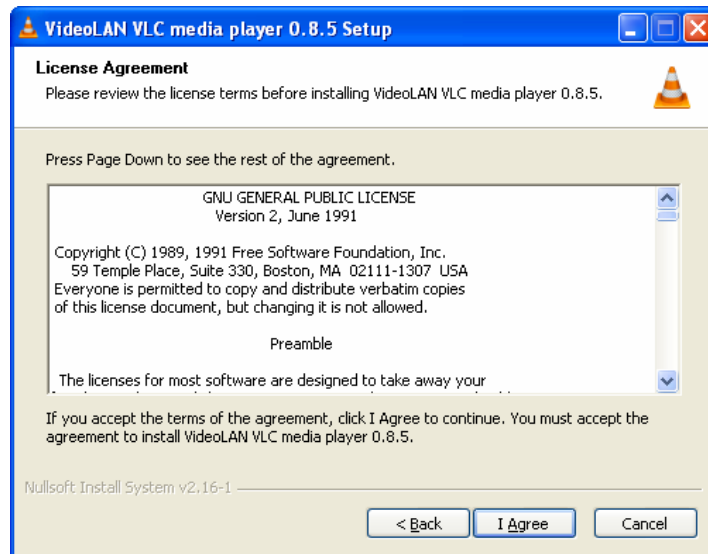 VideoLAN VLC media player 0.8.5 Setup
License Agreement
Please review the license terms before installing VideoLAN VLC media player 0.8.5.
Press Page Down to see the rest of the agreement.
GNU GENERAL PUBLIC LICENSE
Version 2, June 1991
Copyright (C) 1989, 1991 Free Software Foundation, Inc.
59 Temple Place, Suite 330, Boston, MA 02111-1307 USA
Everyone is permitted to copy and distribute verbatim copies
of this license document, but changing it is not allowed.
Preamble
The licenses for most software are designed to take away your
If you accept the terms of the agreement, click I Agree to continue. You must accept the
agreement to install VideoLAN VLC media player 0.8.5.
Nullsoft Install System v2.16-1
< Back I Agree Cancel